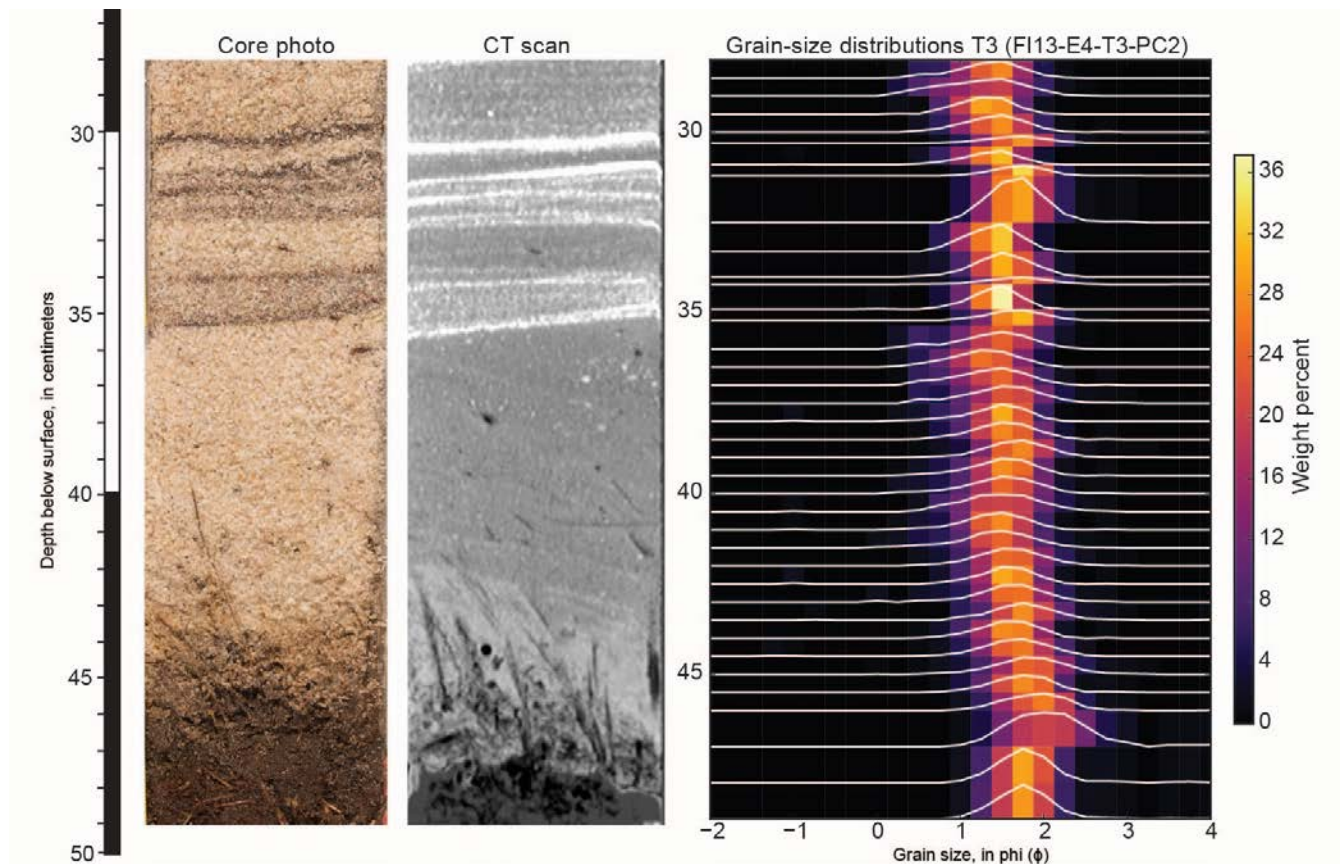 Core photo
CT scan
Grain-size distributions T3 (FI13-E4-T3-PC2)
Depth below surface, in centimeters
30
35
40
45
50
30
35
40
45
−2 −1 0 1 2 3 4
Grain size, in phi (ϕ)
36
32
28
24
20
16
12
8
4
0
Weight percent